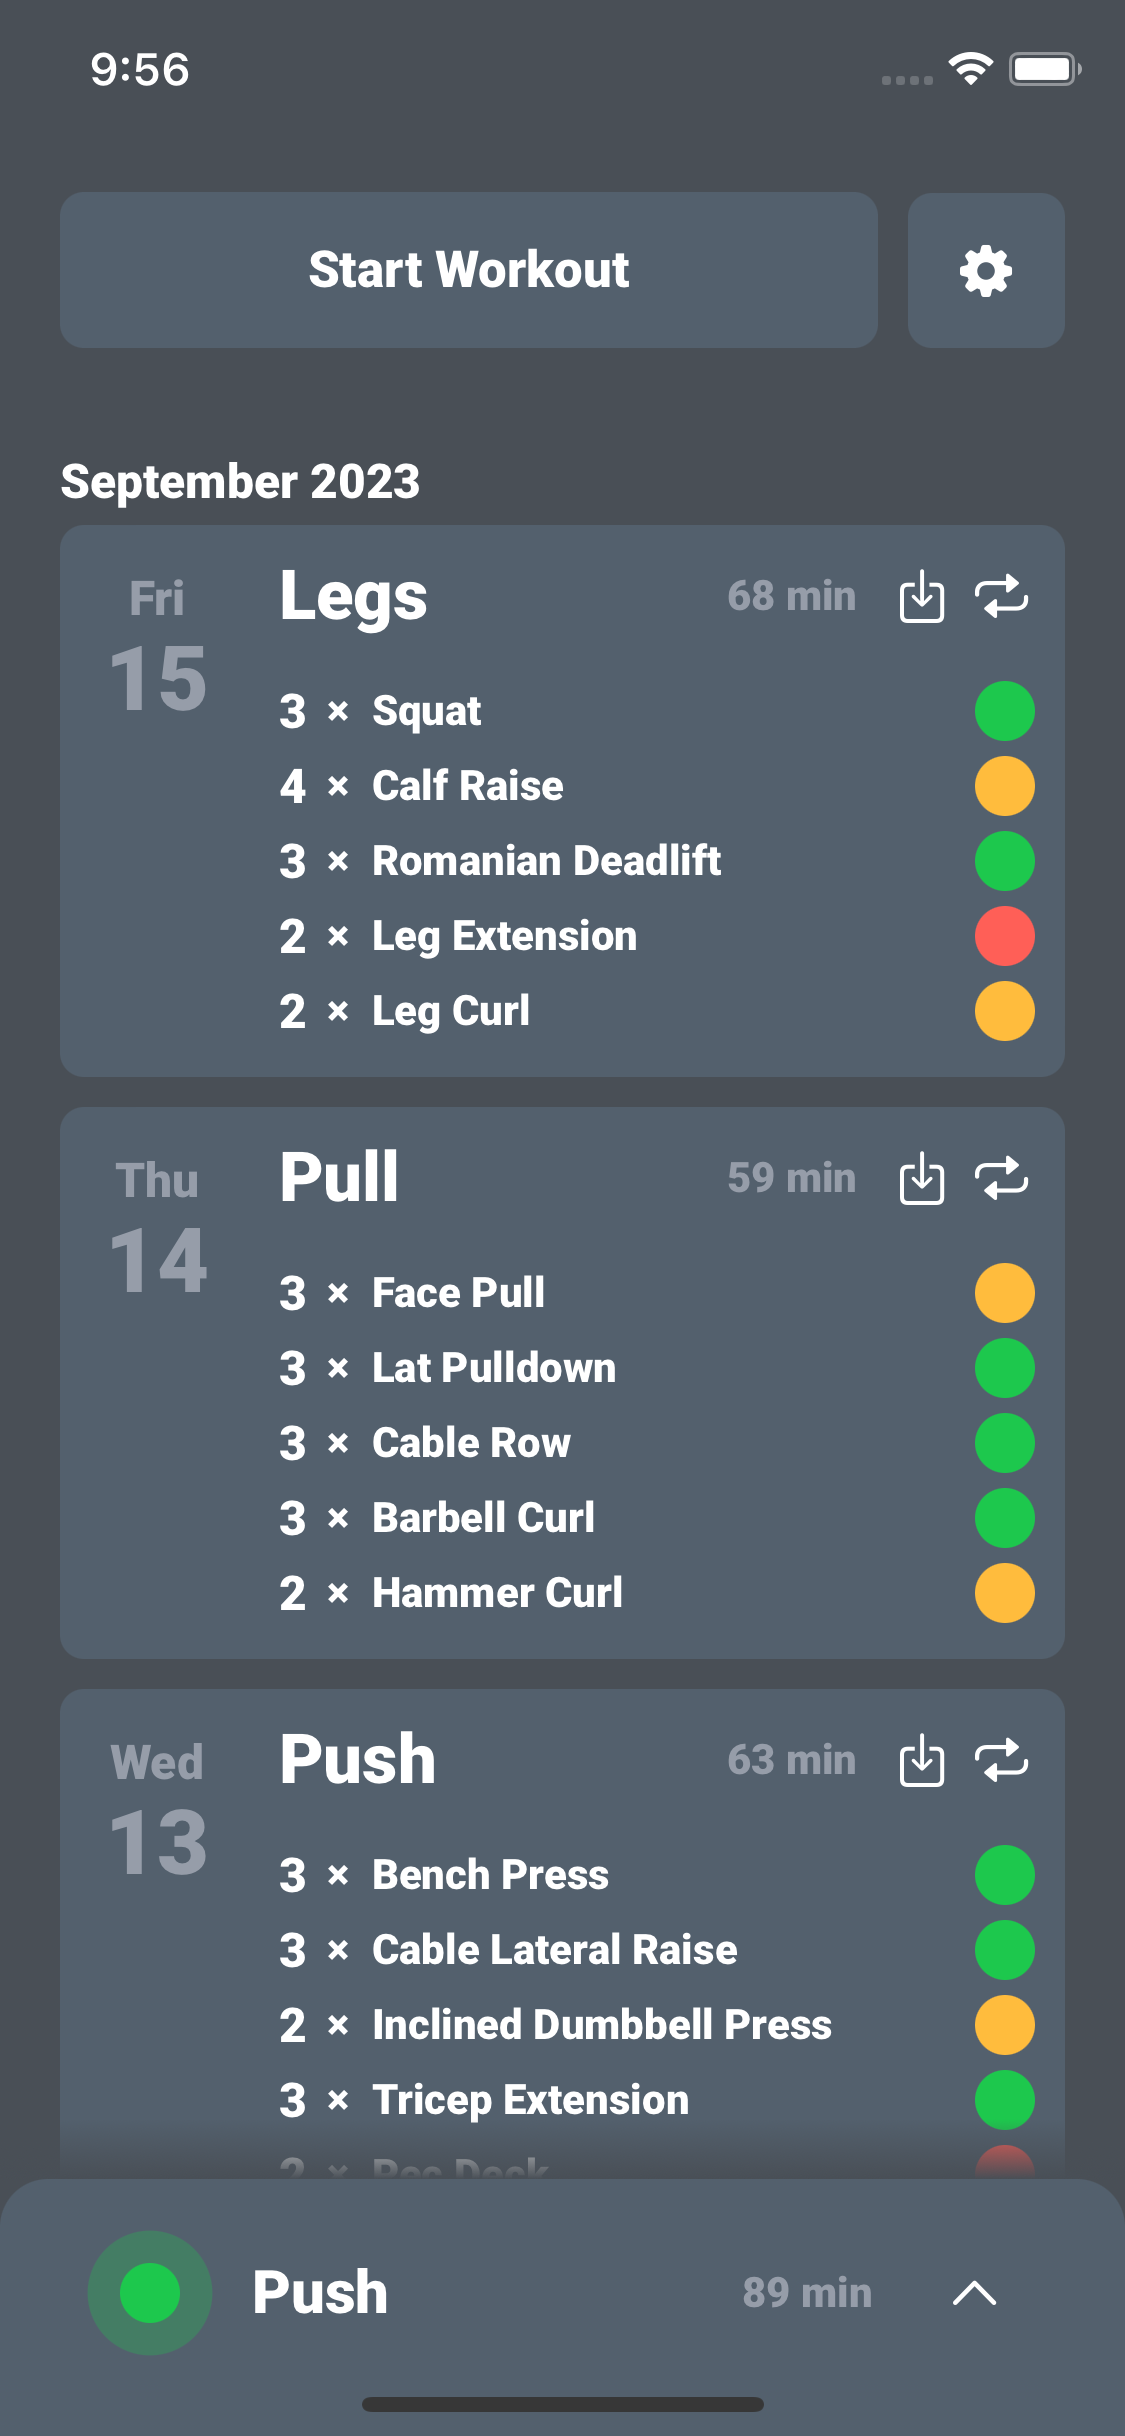 9:56
Start Workout
September 2023
Fri
15
Legs
68 min
3 × Squat
4 × Calf Raise
3 × Romanian Deadlift
2 × Leg Extension
2 × Leg Curl
Thu
14
Pull
59 min
3 × Face Pull
3 × Lat Pulldown
3 × Cable Row
3 × Barbell Curl
2 × Hammer Curl
Wed
13
Push
63 min
3 × Bench Press
3 × Cable Lateral Raise
2 × Inclined Dumbbell Press
3 × Tricep Extension
2 × Pec Deck
Push
89 min